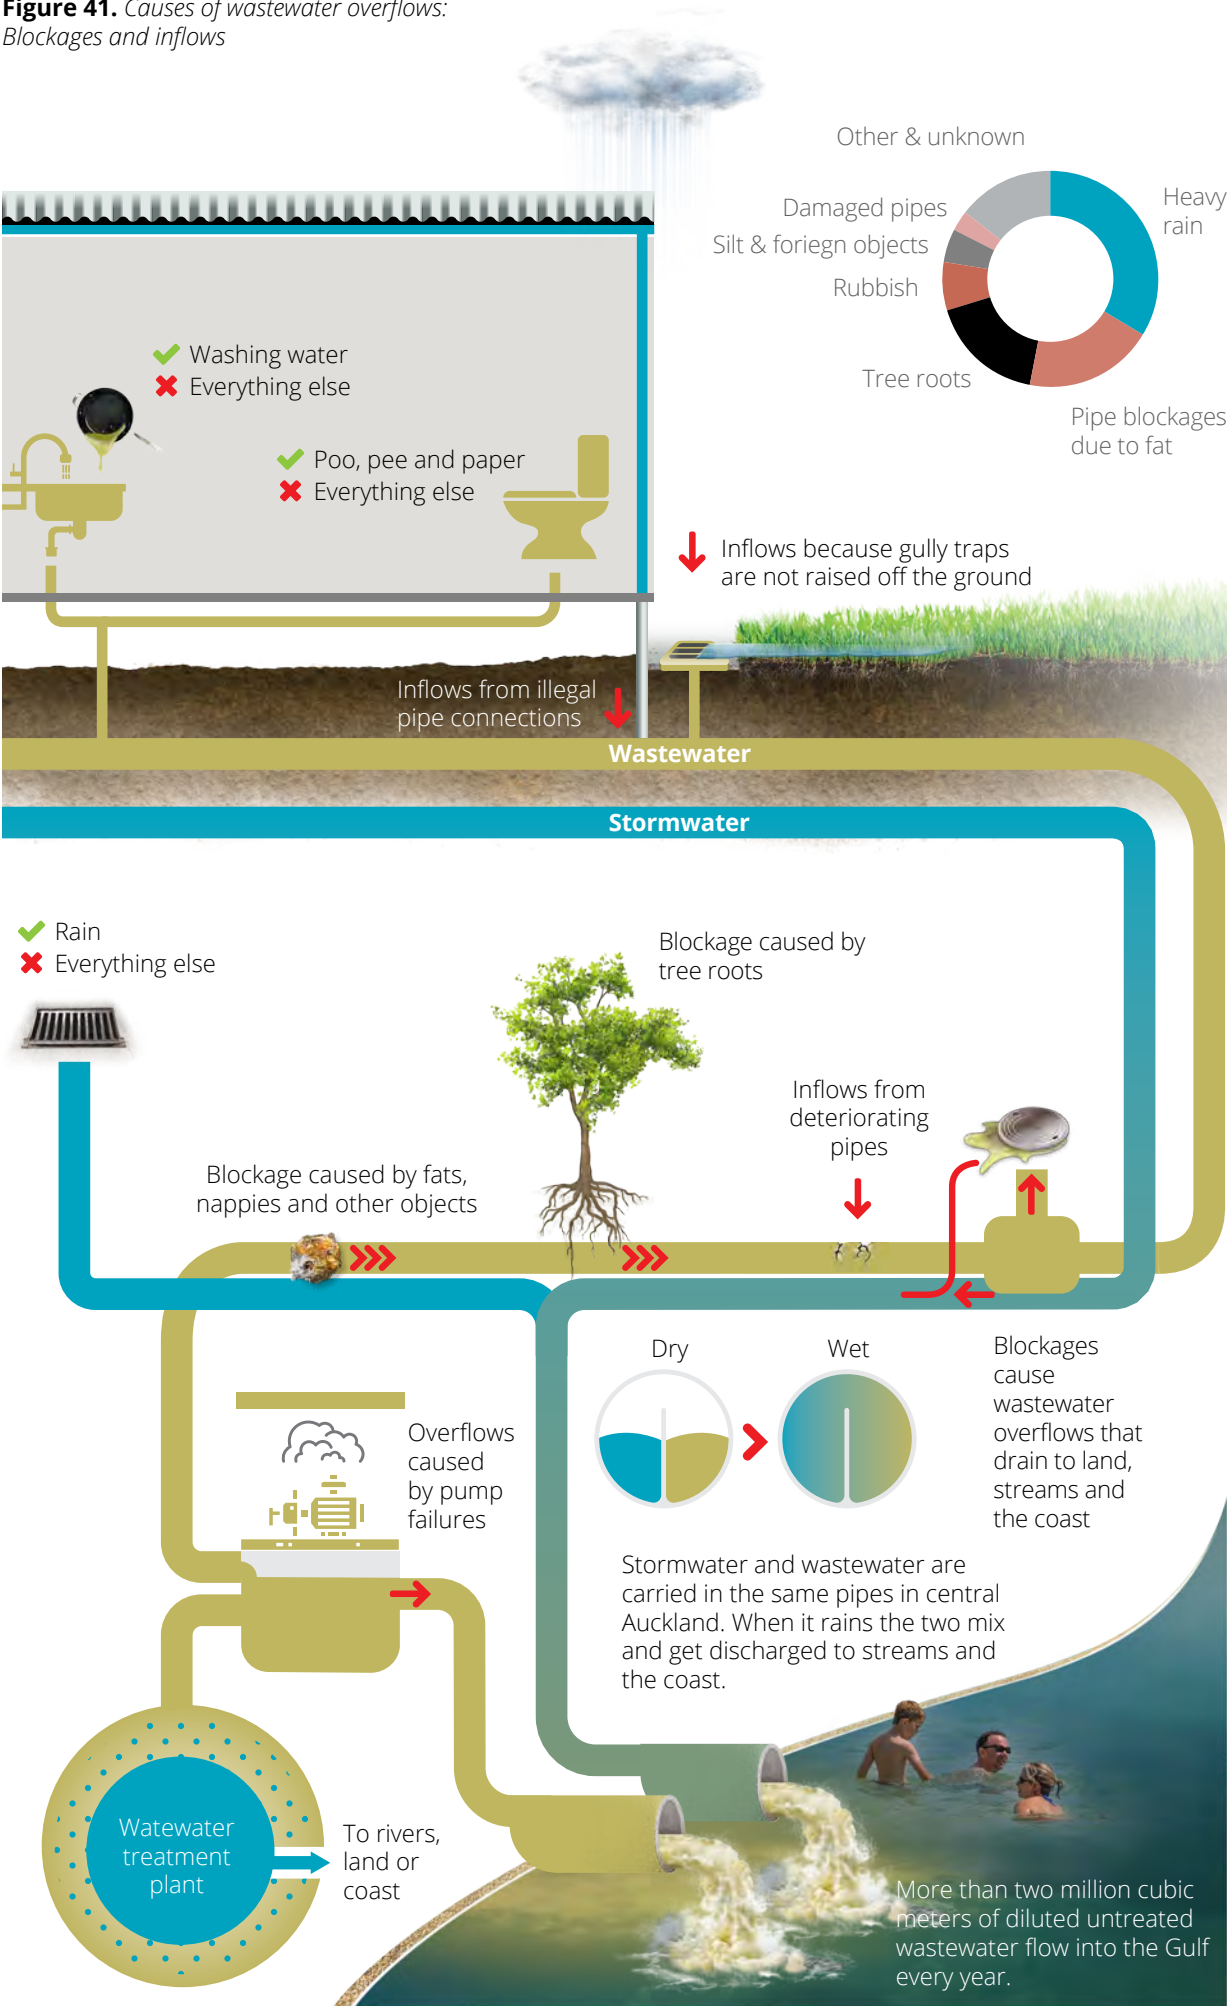 Figure 41. Causes of wastewater overflows:
Blockages and inflows
Other & unknown
Damaged pipes
Silt & foriegn objects
Rubbish
Tree roots
Heavy
rain
Pipe blockages
due to fat
Washing water
Everything else
Poo, pee and paper
Everything else
Inflows because gully traps
are not raised off the ground
Inflows from illegal
pipe connections
Wastewater
Stormwater
Rain
Everything else
Blockage caused by
tree roots
Inflows from
deteriorating
pipes
Blockage caused by fats,
nappies and other objects
Dry
Wet
Blockages
cause
wastewater
overflows that
drain to land,
streams and
the coast
Overflows
caused
by pump
failures
Stormwater and wastewater are
carried in the same pipes in central
Auckland. When it rains the two mix
and get discharged to streams and
the coast.
Watewater
treatment
plant
To rivers,
land or
coast
More than two million cubic
meters of diluted untreated
wastewater flow into the Gulf
every year.